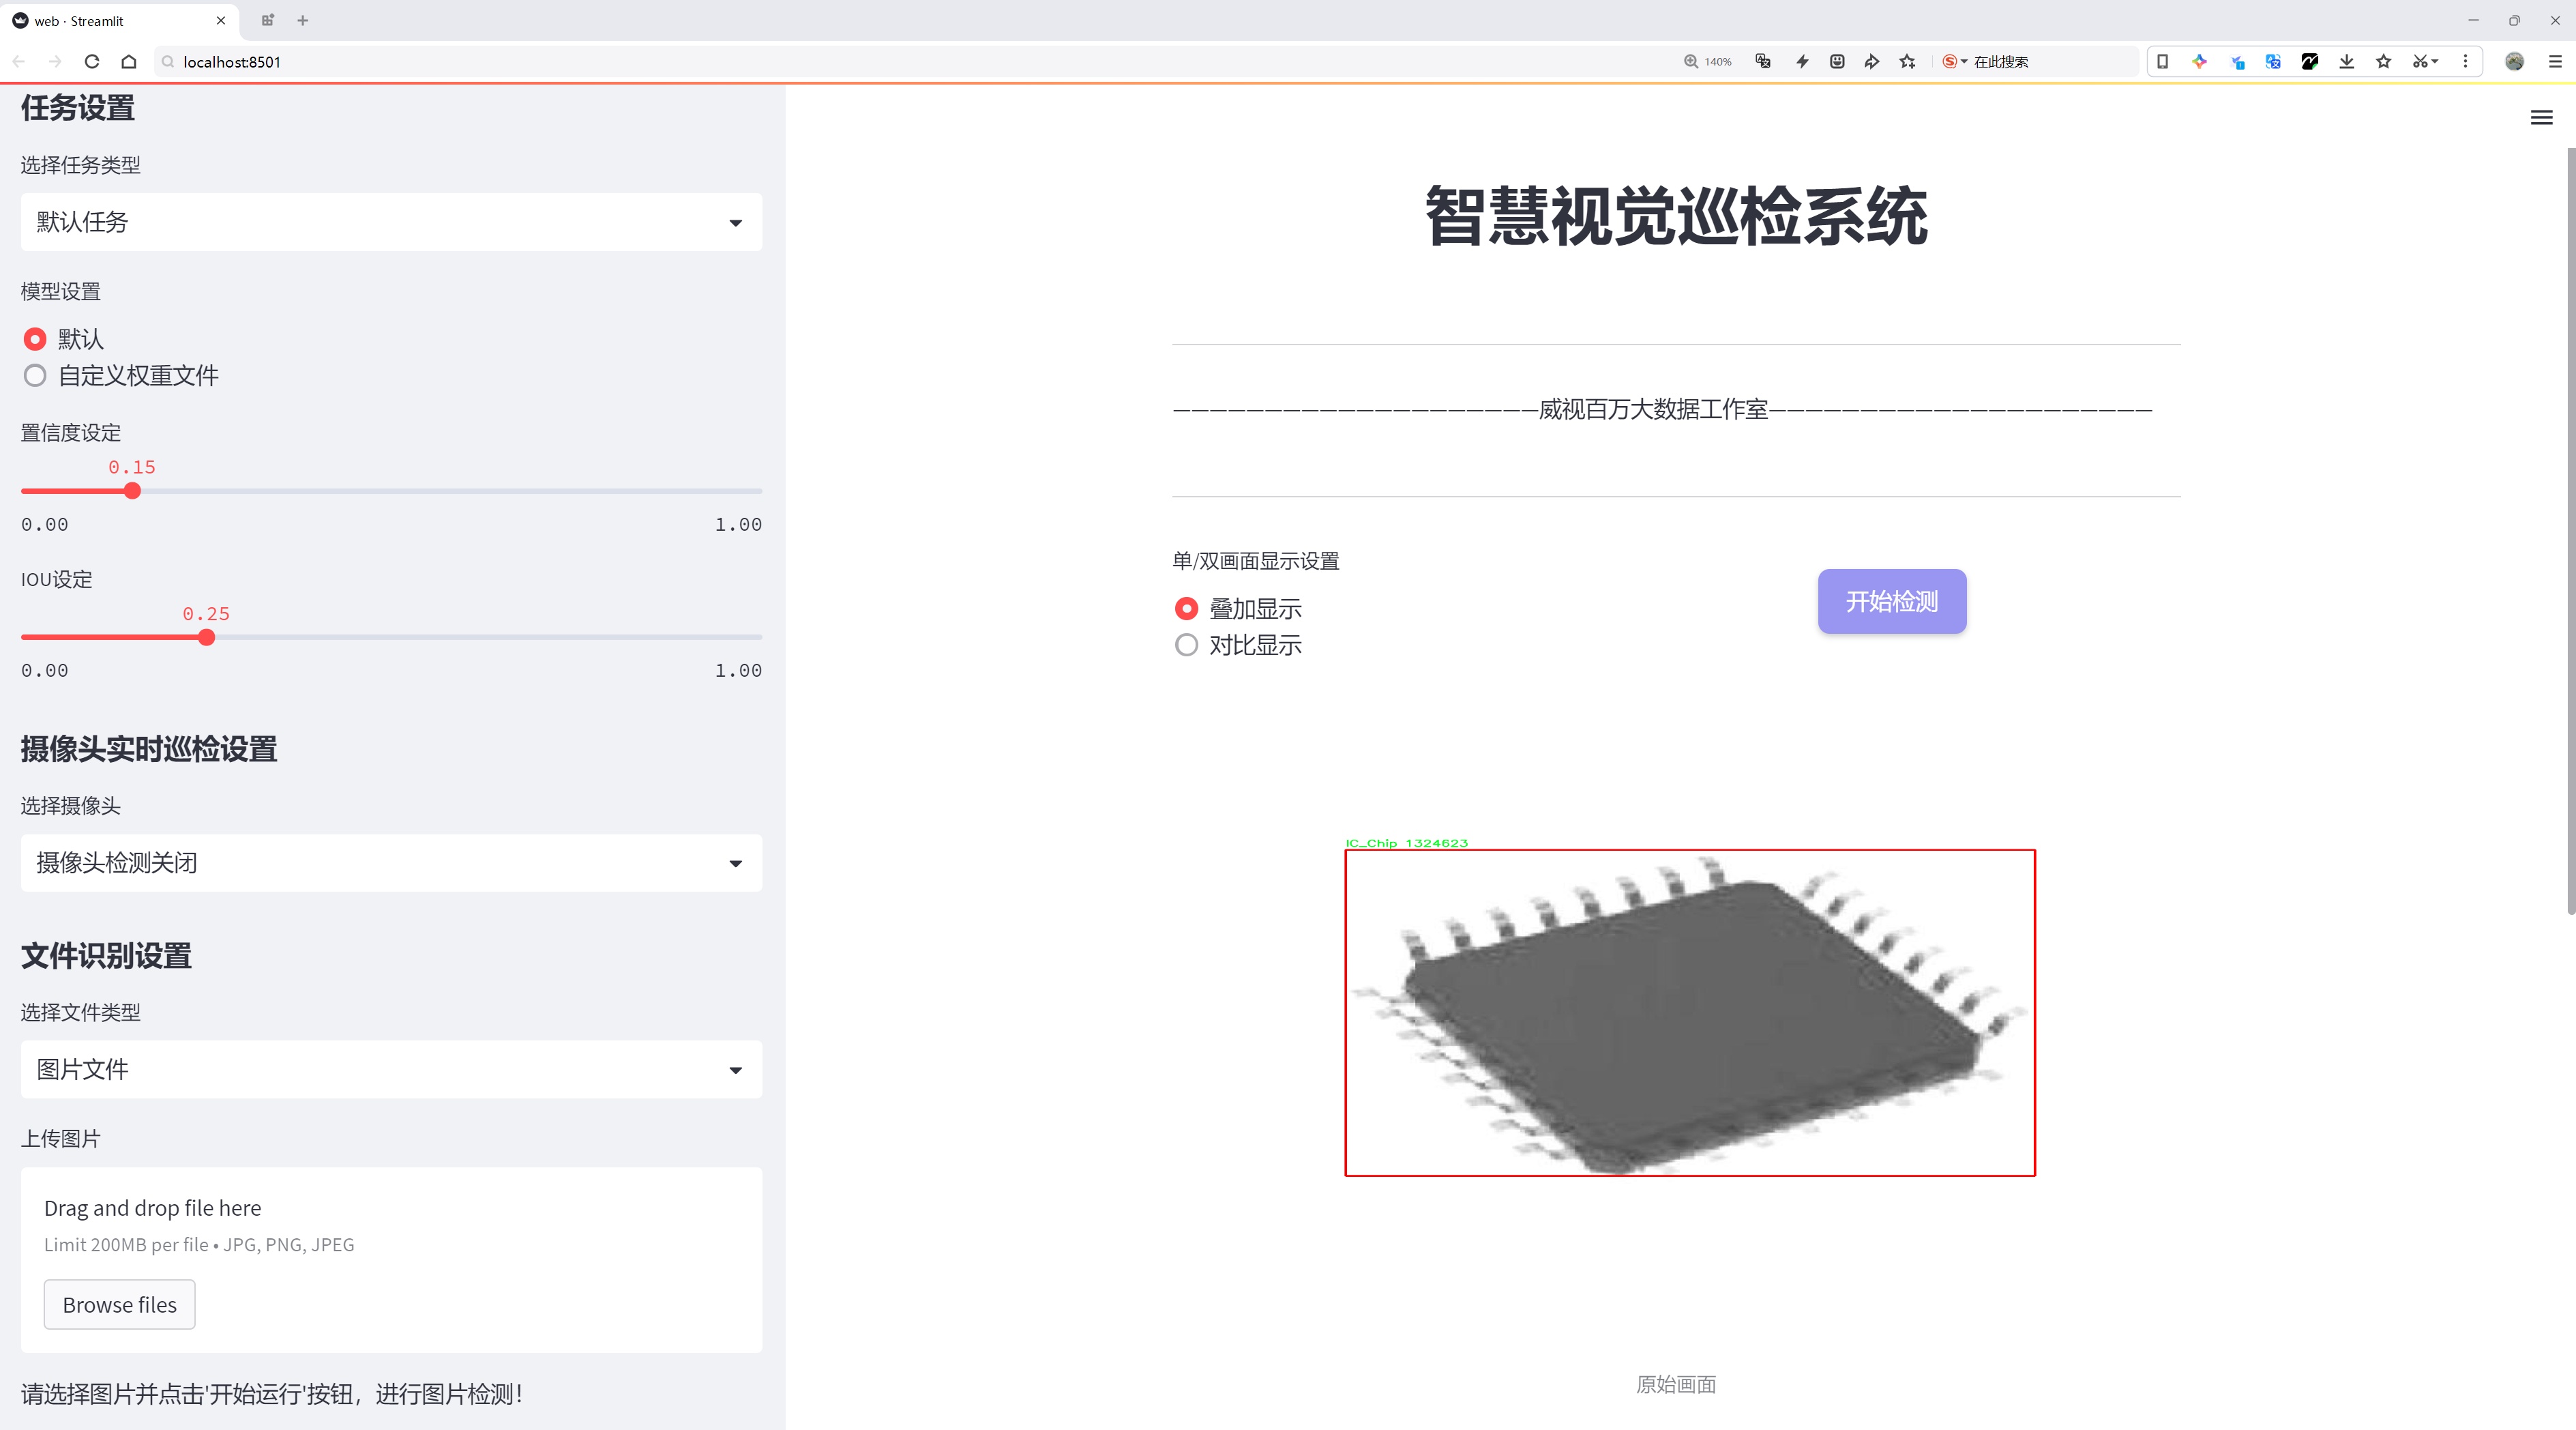 web · Streamlit
localhost:8501
140%
在此搜索
任务设置
选择任务类型
默认任务
模型设置
默认
自定义权重文件
置信度设定
0.15
0.00
1.00
IOU设定
0.25
0.00
1.00
摄像头实时巡检设置
选择摄像头
摄像头检测关闭
文件识别设置
选择文件类型
图片文件
上传图片
Drag and drop file here
Limit 200MB per file • JPG, PNG, JPEG
Browse files
请选择图片并点击'开始运行'按钮，进行图片检测！
智慧视觉巡检系统
—————————————————————威视百万大数据工作室—————————————————————
单/双画面显示设置
叠加显示
对比显示
开始检测
IC_Chip 1324623
原始画面